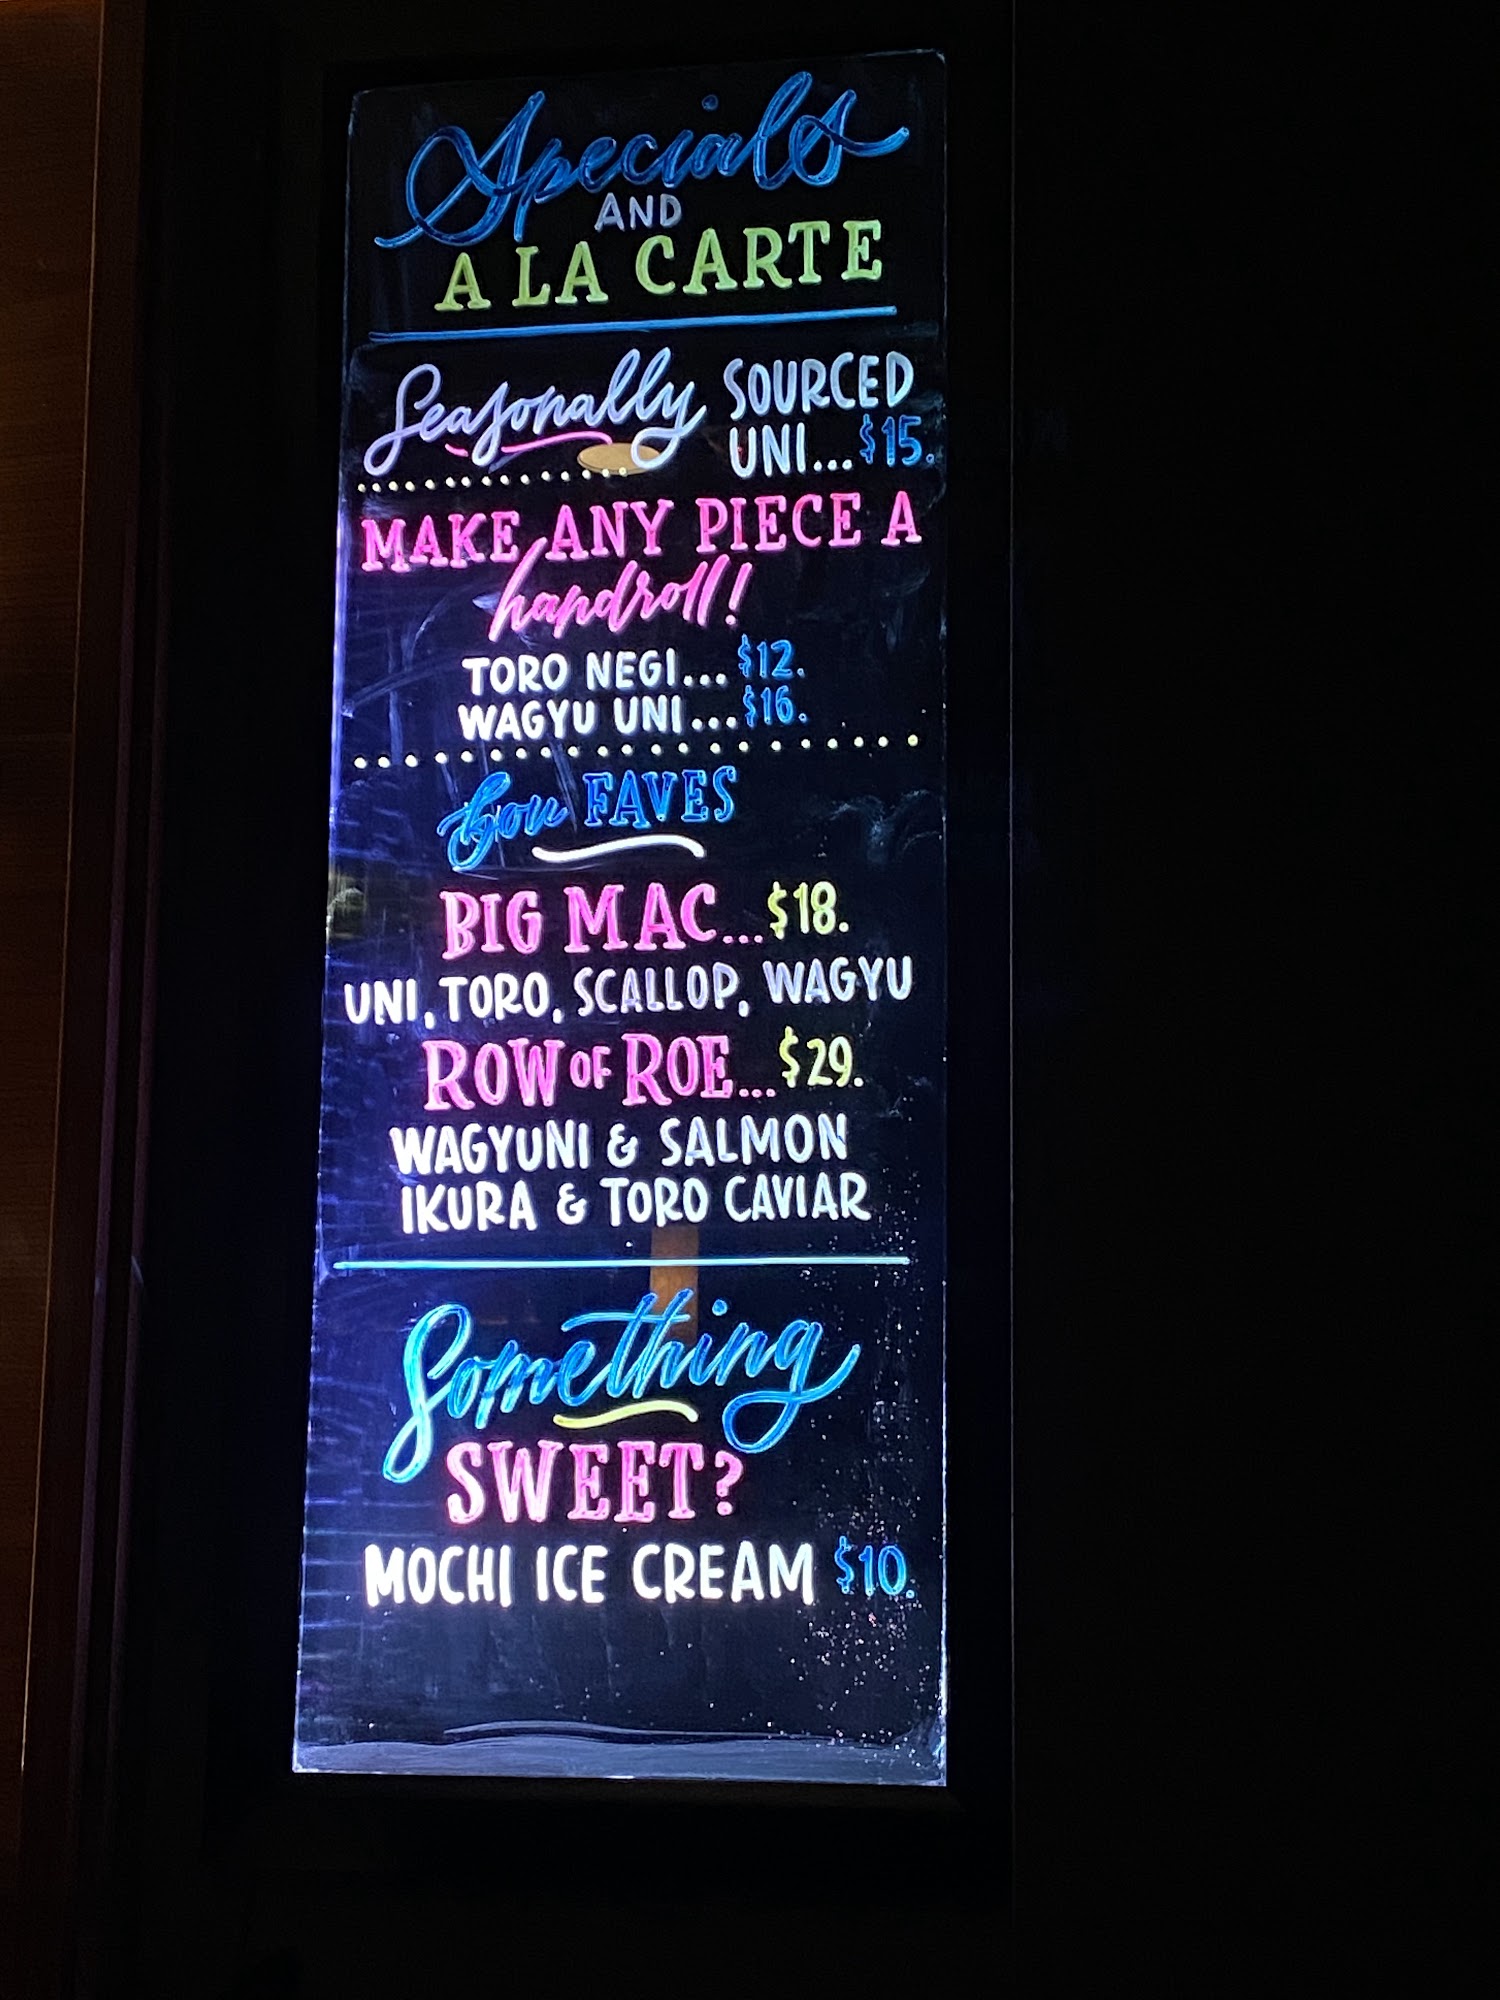 Specials
AND
A LA CARTE
Seasonally SOURCED
UNI...$15.
MAKE ANY PIECE A
handroll!
TORO NEGI...$12.
WAGYU UNI...$16.
Bou FAVES
BIG MAC...$18.
UNI, TORO, SCALLOP, WAGYU
ROW OF ROE...$29.
WAGYUNI & SALMON
IKURA & TORO CAVIAR
Something
SWEET?
MOCHI ICE CREAM $10.